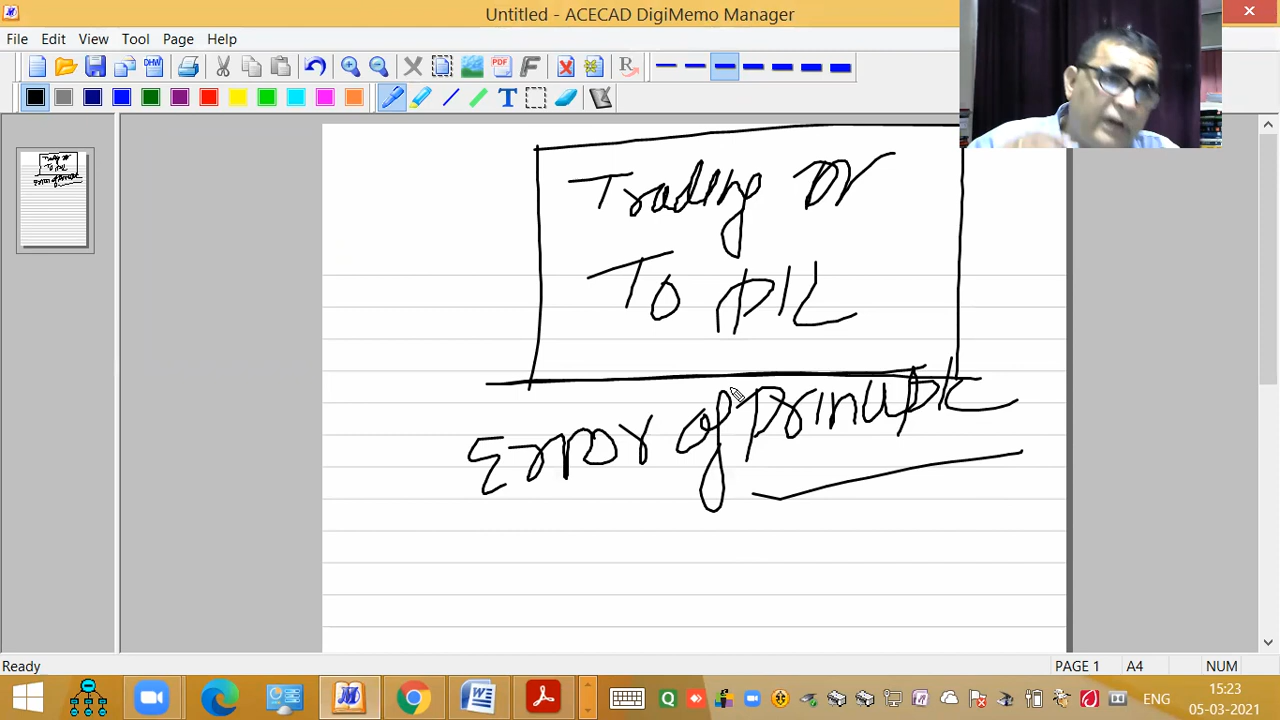 Untitled - ACECAD DigiMemo Manager
File Edit View Tool Page Help
Trading Dr
To P/L
Error of principle
Ready
PAGE 1 A4 NUM
ENG
15:23
05-03-2021